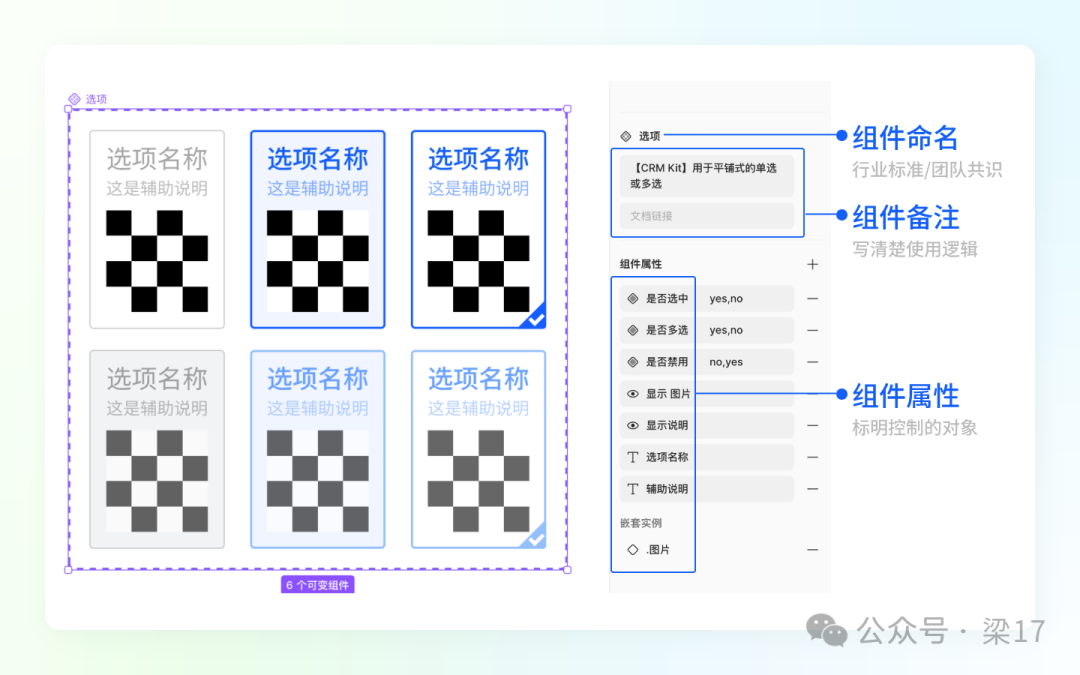 选项
选项名称
这是辅助说明
选项名称
这是辅助说明
选项名称
这是辅助说明
选项名称
这是辅助说明
选项名称
这是辅助说明
选项名称
这是辅助说明
6 个可变组件
选项
【CRM Kit】用于平铺式的单选
或多选
文档链接
组件属性
是否选中 yes,no
是否多选 yes,no
是否禁用 no,yes
显示 图片
显示说明
选项名称
辅助说明
嵌套实例
.图片
组件命名
行业标准/团队共识
组件备注
写清楚使用逻辑
组件属性
标明控制的对象
公众号 · 梁17